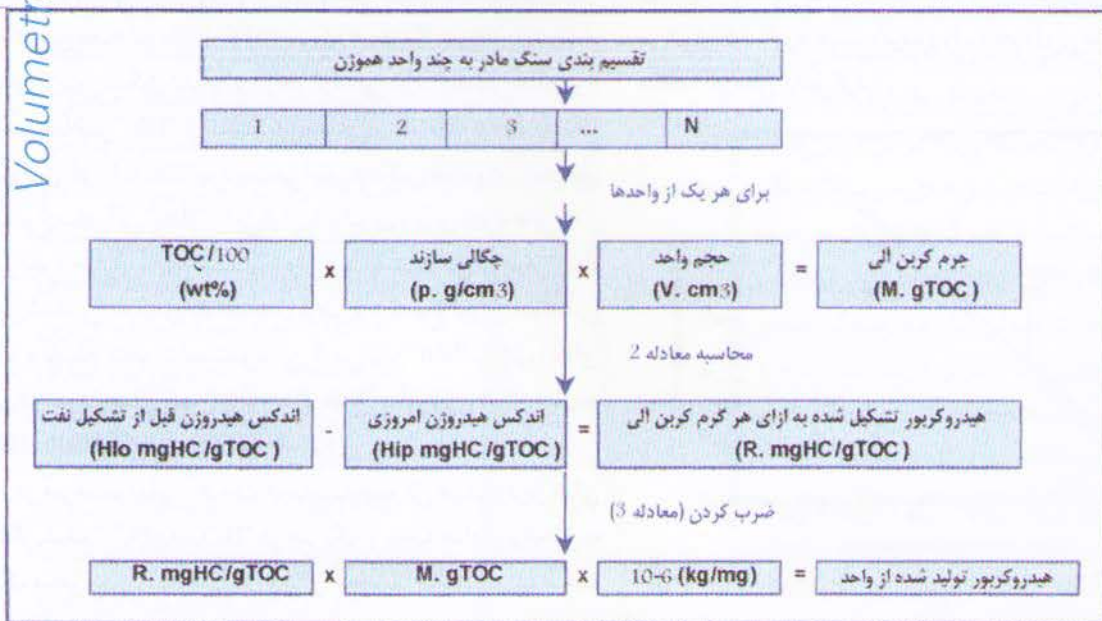 Volumetr
تقسیم بندی سنگ مادر به چند واحد هموژن
1 2 3 ... N
برای هر یک از واحدها
TOC/100 x چگالی سازند x حجم واحد = جرم کربن آلی
(wt%) (p. g/cm3) (V. cm3) (M. gTOC)
محاسبه معادله 2
اندکس هیدروژن قبل از تشکیل نفت - اندکس هیدروژن امروزی = هیدروکربور تشکیل شده به ازای هر گرم کربن آلی
(HIo mgHC/gTOC) (Hip mgHC/gTOC) (R. mgHC/gTOC)
ضرب کردن (معادله 3)
R. mgHC/gTOC x M. gTOC x 10-6 (kg/mg) = هیدروکربور تولید شده از واحد